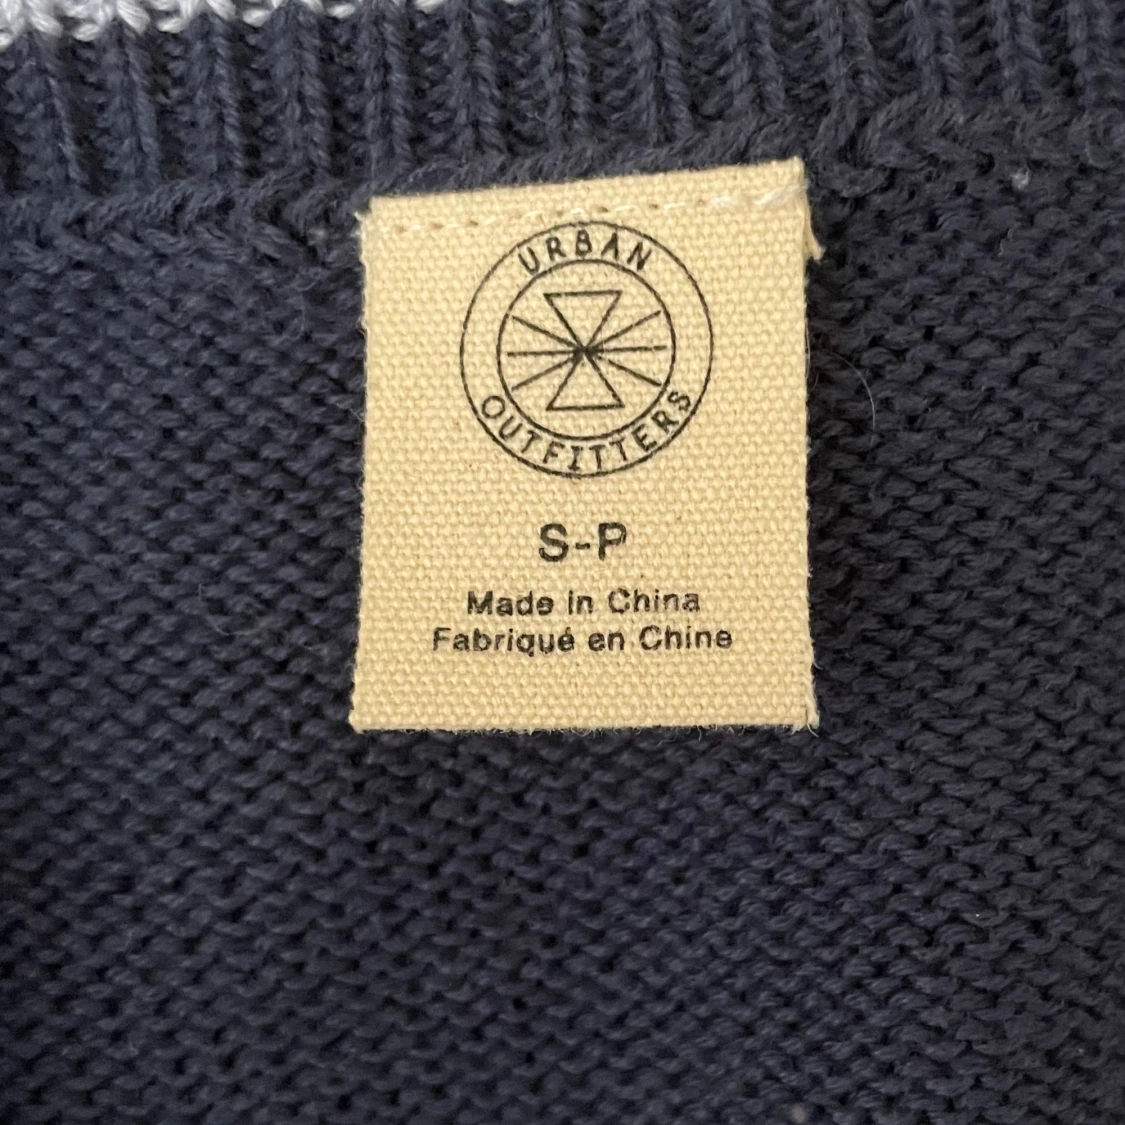 URBAN
OUTFITTERS
S-P
Made in China
Fabriqué en Chine